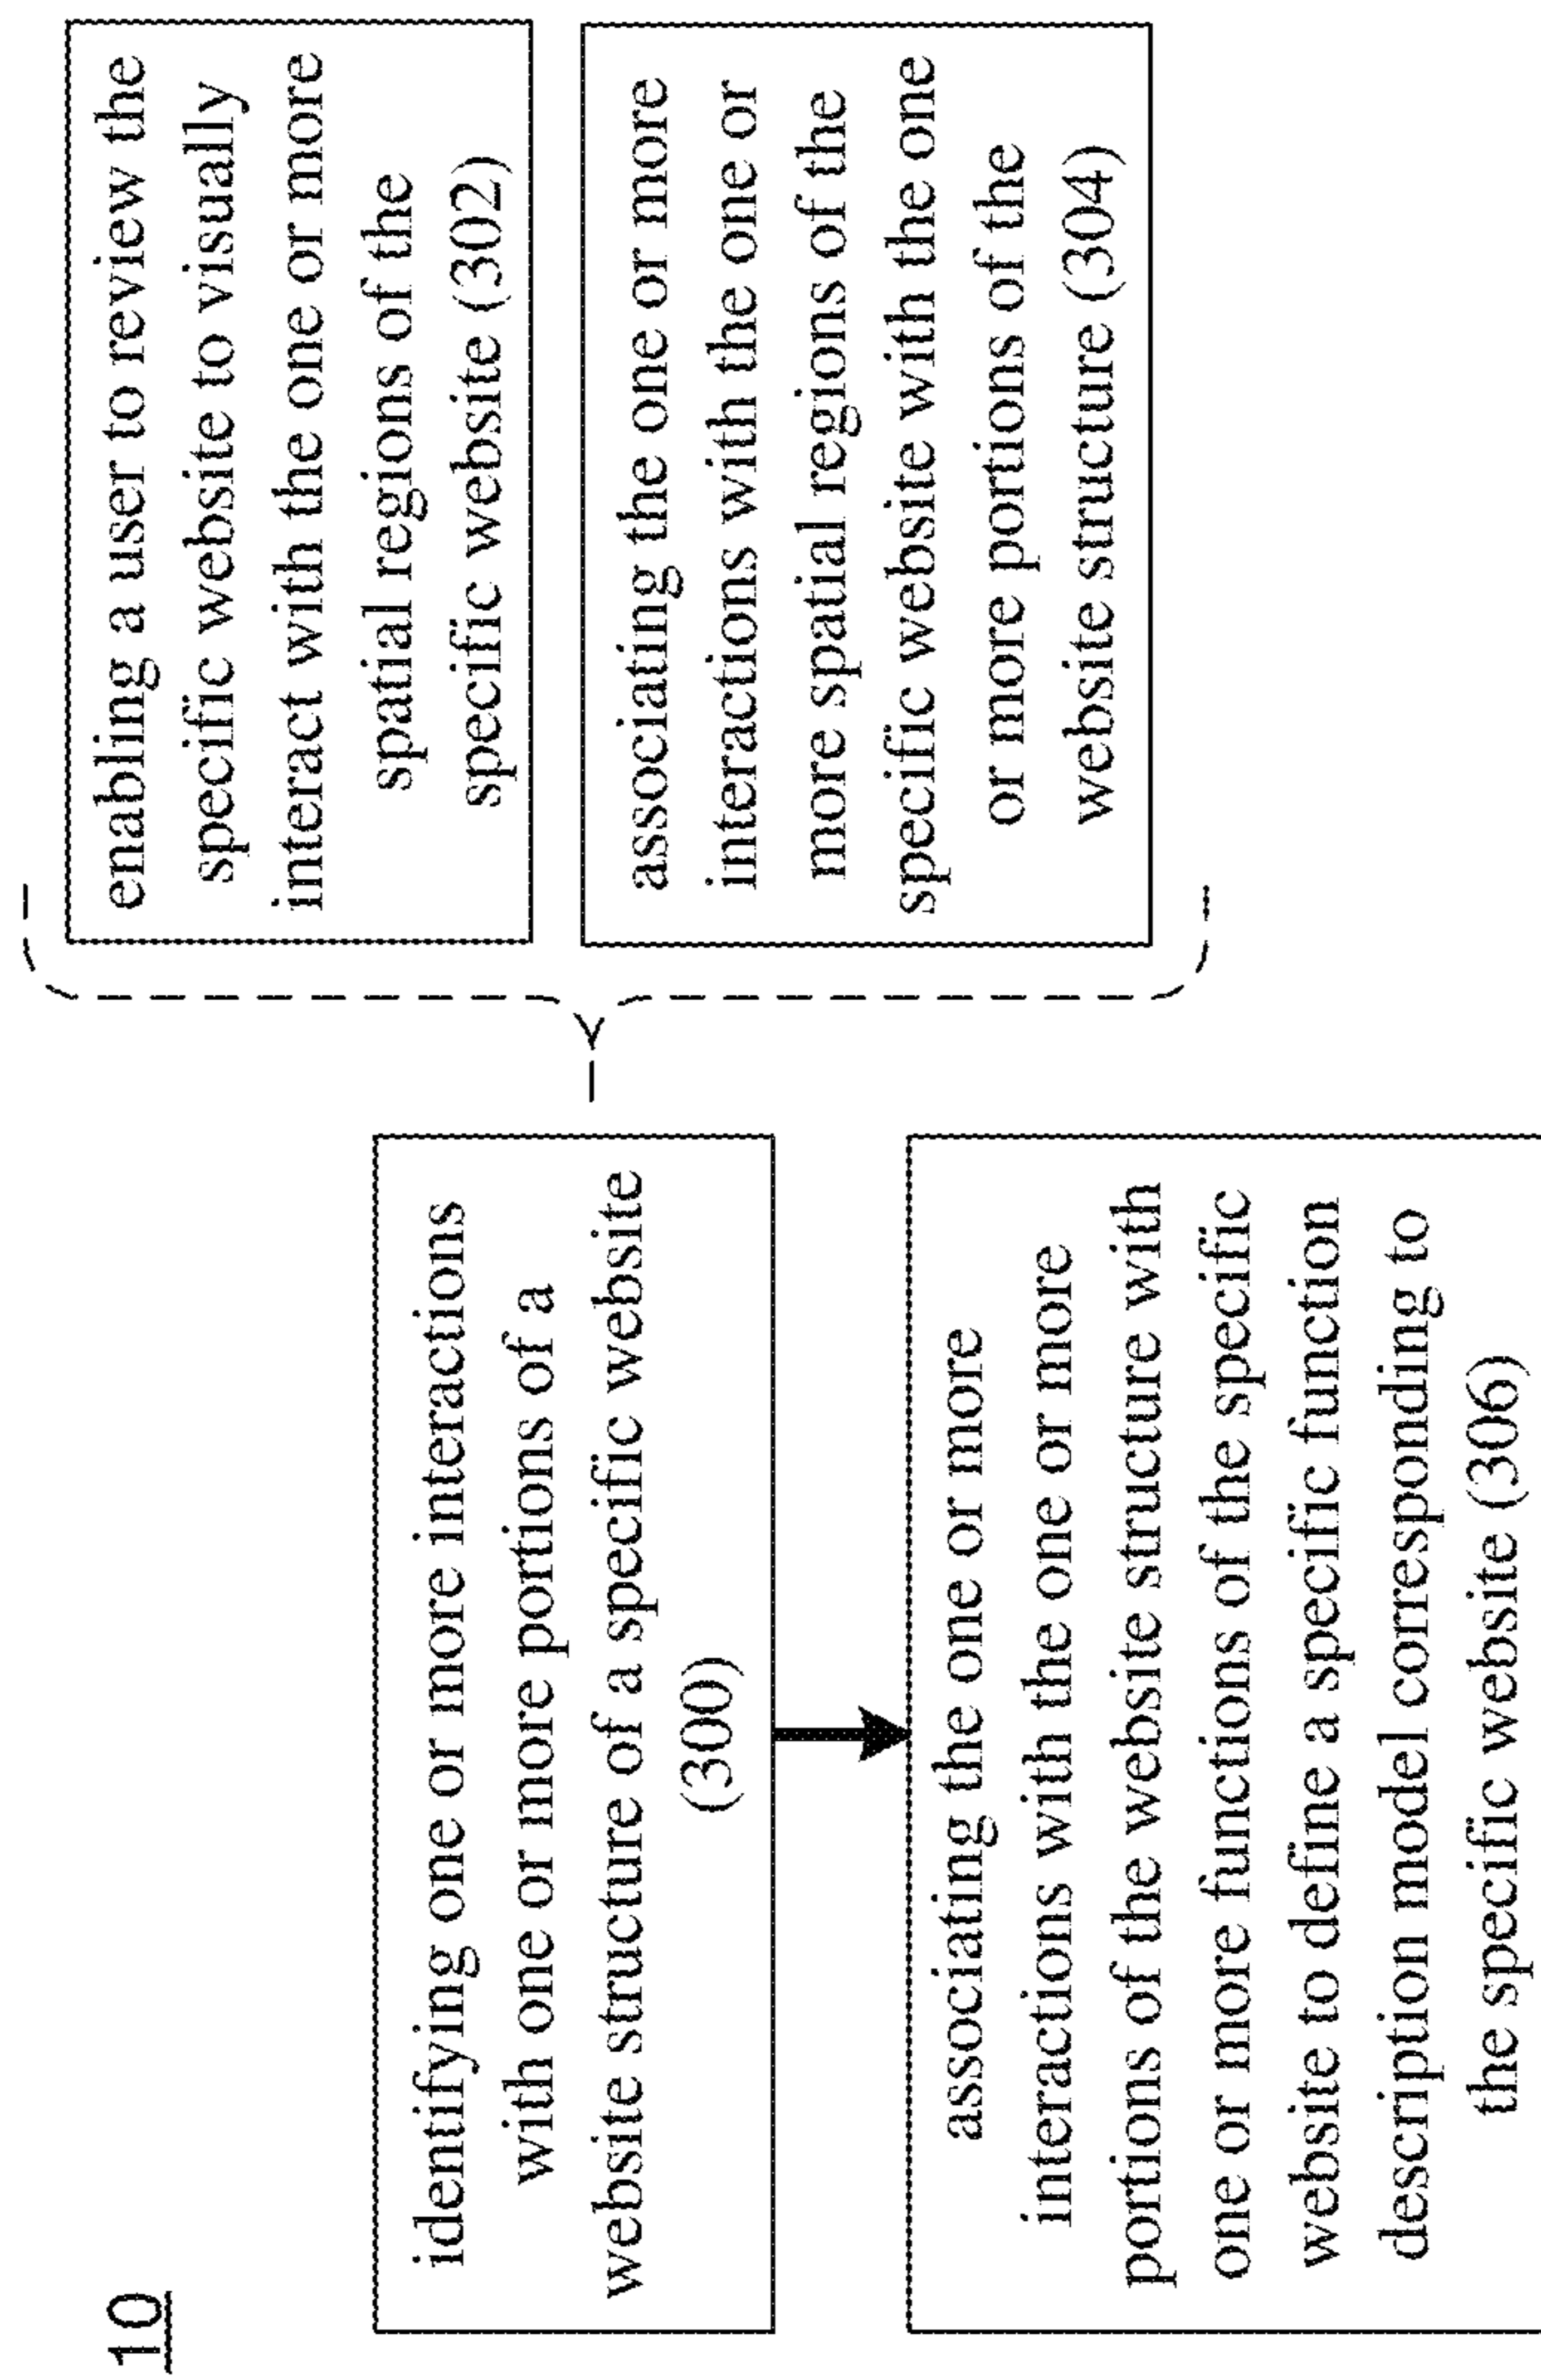 10
identifying one or more interactions
with one or more portions of a
website structure of a specific website
(300)
enabling a user to review the
specific website to visually
interact with the one or more
spatial regions of the
specific website (302)
associating the one or more
interactions with the one or
more spatial regions of the
specific website with the one
or more portions of the
website structure (304)
associating the one or more
interactions with the one or more
portions of the website structure with
one or more functions of the specific
website to define a specific function
description model corresponding to
the specific website (306)